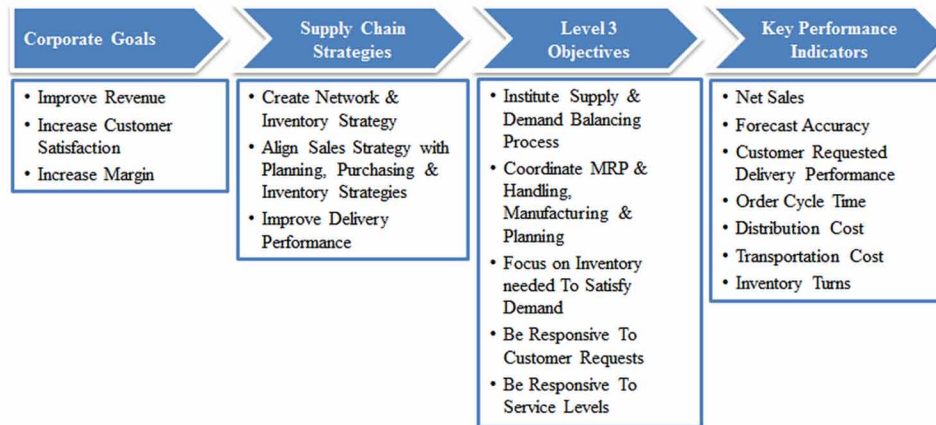 Corporate Goals
• Improve Revenue
• Increase Customer
Satisfaction
• Increase Margin
Supply Chain
Strategies
• Create Network &
Inventory Strategy
• Align Sales Strategy with
Planning, Purchasing &
Inventory Strategies
• Improve Delivery
Performance
Level 3
Objectives
• Institute Supply &
Demand Balancing
Process
• Coordinate MRP &
Handling,
Manufacturing &
Planning
• Focus on Inventory
needed To Satisfy
Demand
• Be Responsive To
Customer Requests
• Be Responsive To
Service Levels
Key Performance
Indicators
• Net Sales
• Forecast Accuracy
• Customer Requested
Delivery Performance
• Order Cycle Time
• Distribution Cost
• Transportation Cost
• Inventory Turns